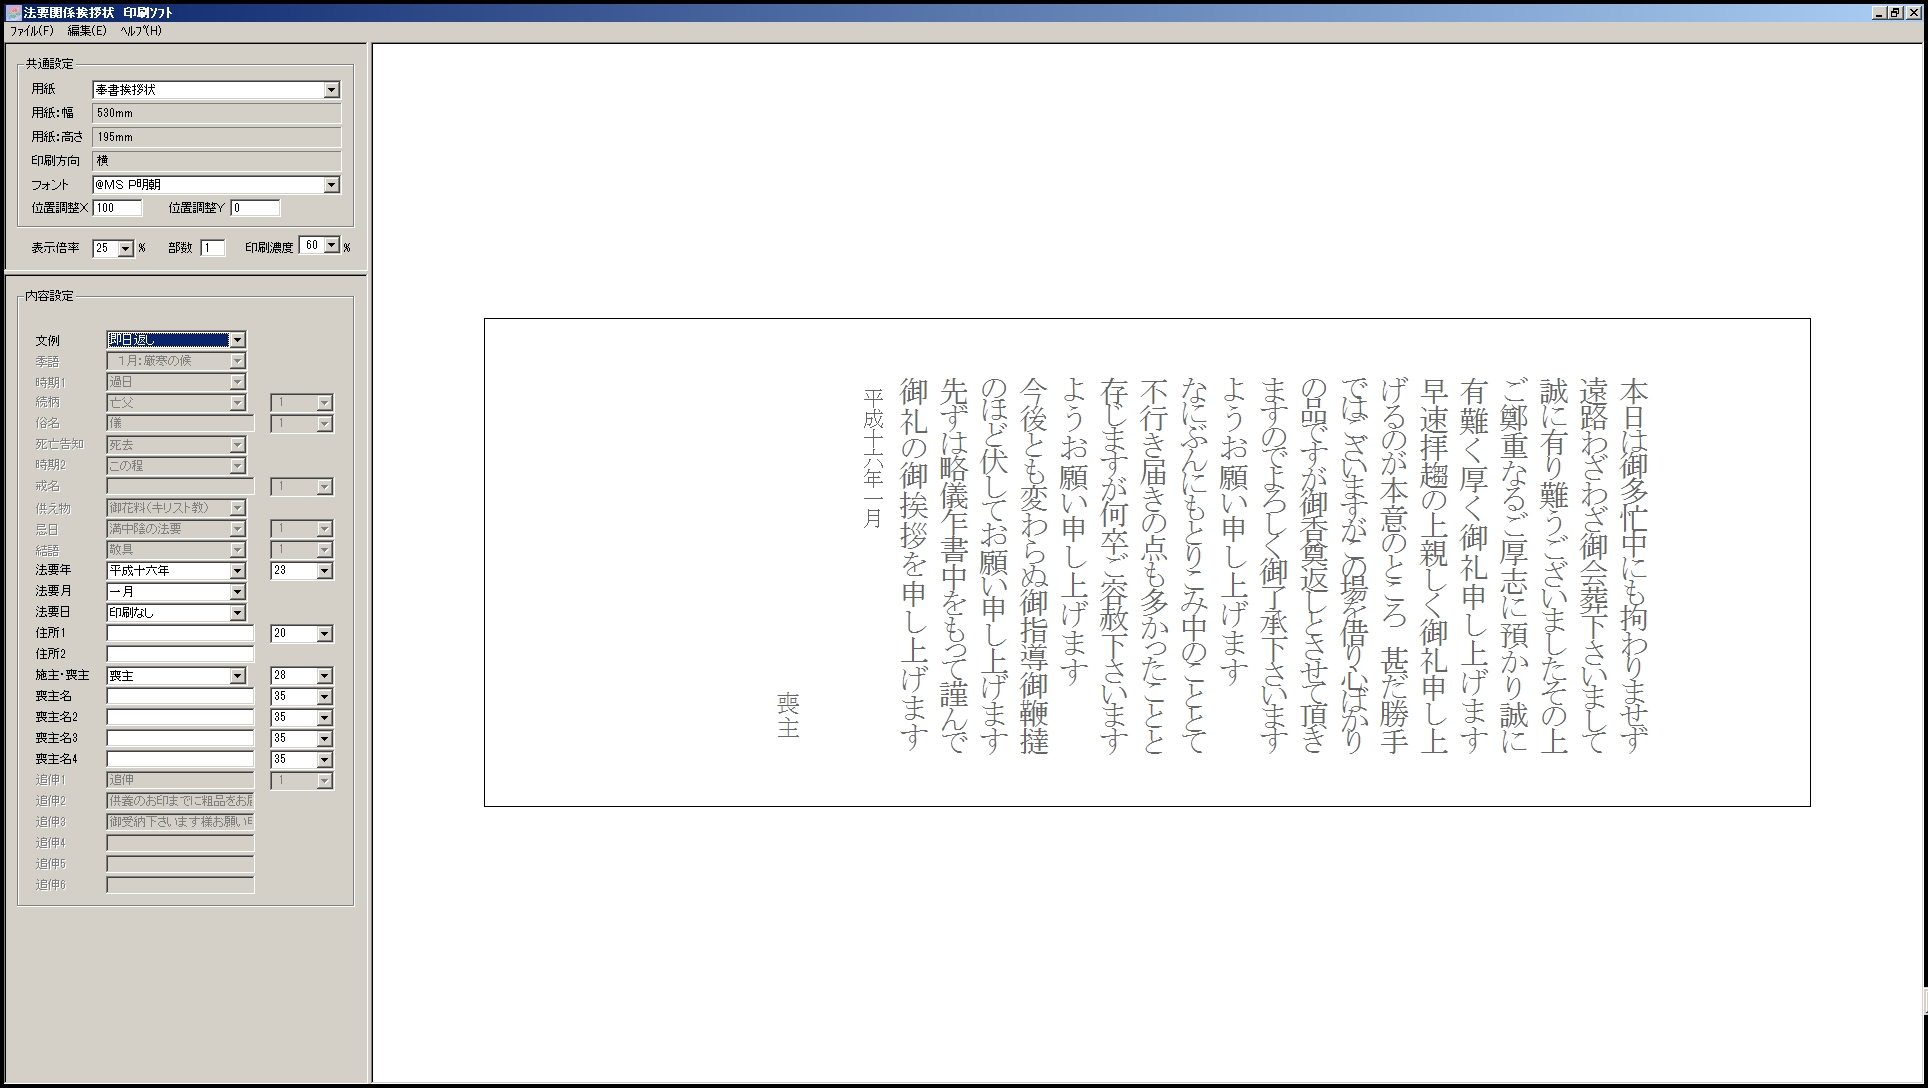 法要関係挨拶状 印刷ソフト
ファイル(F) 編集(E) ヘルプ(H)
共通設定
用紙 奉書挨拶状
用紙:幅 530mm
用紙:高さ 195mm
印刷方向 横
フォント @MS P明朝
位置調整X 100 位置調整Y 0
表示倍率 25 % 部数 1 印刷濃度 60 %
内容設定
文例 即日返し
季語 1月:厳寒の候
時期1 過日
続柄 亡父 1
俗名 儀 1
死亡告知 死去
時期2 この程
戒名 1
供え物 御花料(キリスト教)
忌日 満中陰の法要 1
結語 敬具 1
法要年 平成十六年 23
法要月 一月
法要日 印刷なし
住所1 20
住所2
施主・喪主 喪主 28
喪主名 35
喪主名2 35
喪主名3 35
喪主名4 35
追伸1 追伸 1
追伸2 供養のお印までに粗品をお
追伸3 御受納下さいます様お願い
追伸4
追伸5
追伸6
本日は御多忙中にも拘わりませず
遠路わざわざ御会葬下さいまして
誠に有り難うございましたその上
ご鄭重なるご厚志に預かり誠に
有難く厚く御礼申し上げます
早速拝趨の上親しく御礼申し上
げるのが本意のところ 甚だ勝手
ではございますがこの場を借り心ばかり
の品ですが御香奠返しとさせて頂き
ますのでよろしく御了承下さいます
ようお願い申し上げます
なにぶんにもとりこみ中のこととて
不行き届きの点も多かったことと
存じますが何卒ご容赦下さいます
ようお願い申し上げます
今後とも変わらぬ御指導御鞭撻
のほど伏してお願い申し上げます
先ずは略儀乍書中をもって謹んで
御礼の御挨拶を申し上げます
平成十六年一月
喪主